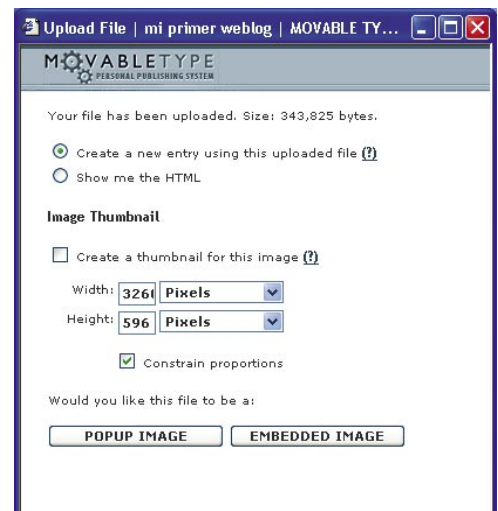 Upload File | mi primer weblog | MOVABLE TY...
MOVABLETYPE
PERSONAL PUBLISHING SYSTEM
Your file has been uploaded. Size: 343,825 bytes.
Create a new entry using this uploaded file (?)
Show me the HTML
Image Thumbnail
Create a thumbnail for this image (?)
Width: Pixels
Height: 596 Pixels
Constrain proportions
Would you like this file to be a:
POPUP IMAGE EMBEDDED IMAGE